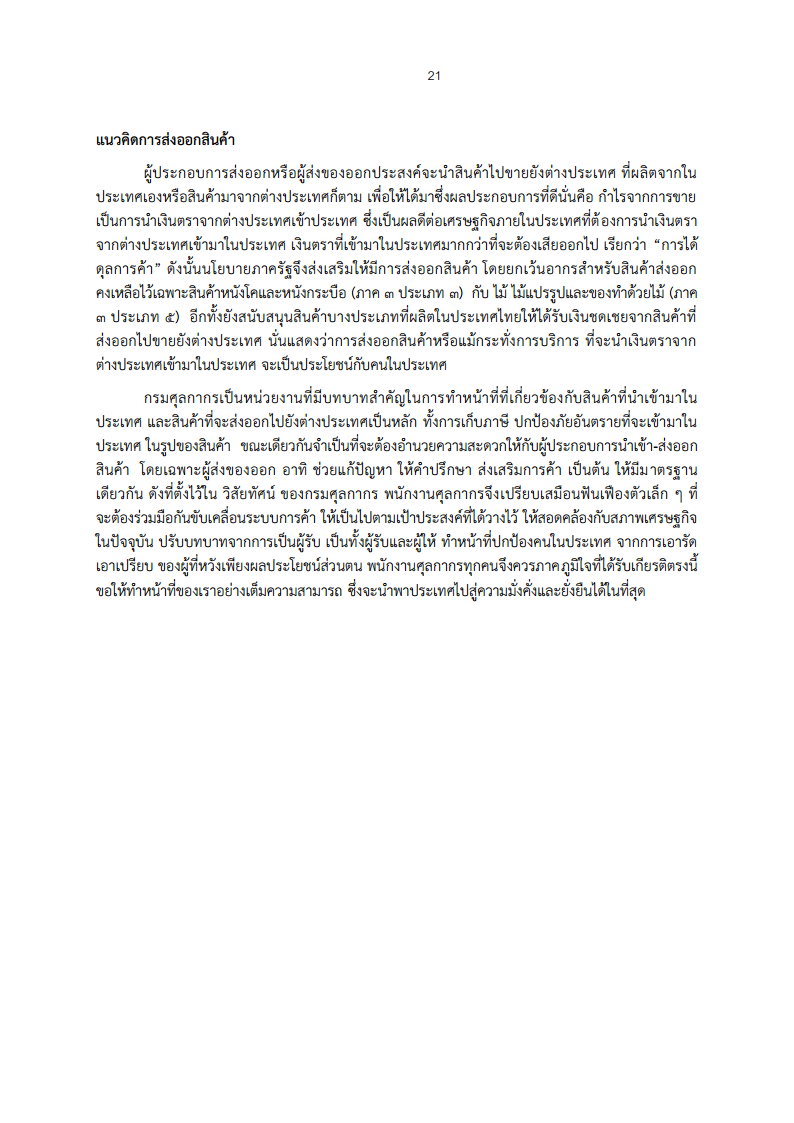 21
แนวคิดการส่งออกสินค้า
ผู้ประกอบการส่งออกหรือผู้ส่งของออกประสงค์จะนำสินค้าไปขายยังต่างประเทศ ที่ผลิตจากใน
ประเทศเองหรือสินค้ามาจากต่างประเทศก็ตาม เพื่อให้ได้มาซึ่งผลประกอบการที่ดีนั่นคือ กำไรจากการขาย
เป็นการนำเงินตราจากต่างประเทศเข้าประเทศ ซึ่งเป็นผลดีต่อเศรษฐกิจภายในประเทศที่ต้องการนำเงินตรา
จากต่างประเทศเข้ามาในประเทศ เงินตราที่เข้ามาในประเทศมากกว่าที่จะต้องเสียออกไป เรียกว่า “การได้
ดุลการค้า” ดังนั้นนโยบายภาครัฐจึงส่งเสริมให้มีการส่งออกสินค้า โดยยกเว้นอากรสำหรับสินค้าส่งออก
คงเหลือไว้เฉพาะสินค้าหนังโคและหนังกระบือ (ภาค ๓ ประเภท ๓) กับ ไม้ ไม้แปรรูปและของทำด้วยไม้ (ภาค
๓ ประเภท ๕) อีกทั้งยังสนับสนุนสินค้าบางประเภทที่ผลิตในประเทศไทยให้ได้รับเงินชดเชยจากสินค้าที่
ส่งออกไปขายยังต่างประเทศ นั่นแสดงว่าการส่งออกสินค้าหรือแม้กระทั่งการบริการ ที่จะนำเงินตราจาก
ต่างประเทศเข้ามาในประเทศ จะเป็นประโยชน์กับคนในประเทศ
กรมศุลกากรเป็นหน่วยงานที่มีบทบาทสำคัญในการทำหน้าที่ที่เกี่ยวข้องกับสินค้าที่นำเข้ามาใน
ประเทศ และสินค้าที่จะส่งออกไปยังต่างประเทศเป็นหลัก ทั้งการเก็บภาษี ปกป้องภัยอันตรายที่จะเข้ามาใน
ประเทศ ในรูปของสินค้า ขณะเดียวกันจำเป็นที่จะต้องอำนวยความสะดวกให้กับผู้ประกอบการนำเข้า-ส่งออก
สินค้า โดยเฉพาะผู้ส่งของออก อาทิ ช่วยแก้ปัญหา ให้คำปรึกษา ส่งเสริมการค้า เป็นต้น ให้มีมาตรฐาน
เดียวกัน ดังที่ตั้งไว้ใน วิสัยทัศน์ ของกรมศุลกากร พนักงานศุลกากรจึงเปรียบเสมือนฟันเฟืองตัวเล็ก ๆ ที่
จะต้องร่วมมือกันขับเคลื่อนระบบการค้า ให้เป็นไปตามเป้าประสงค์ที่ได้วางไว้ ให้สอดคล้องกับสภาพเศรษฐกิจ
ในปัจจุบัน ปรับบทบาทจากการเป็นผู้รับ เป็นทั้งผู้รับและผู้ให้ ทำหน้าที่ปกป้องคนในประเทศ จากการเอารัด
เอาเปรียบ ของผู้ที่หวังเพียงผลประโยชน์ส่วนตน พนักงานศุลกากรทุกคนจึงควรภาคภูมิใจที่ได้รับเกียรติตรงนี้
ขอให้ทำหน้าที่ของเราอย่างเต็มความสามารถ ซึ่งจะนำพาประเทศไปสู่ความมั่งคั่งและยั่งยืนได้ในที่สุด